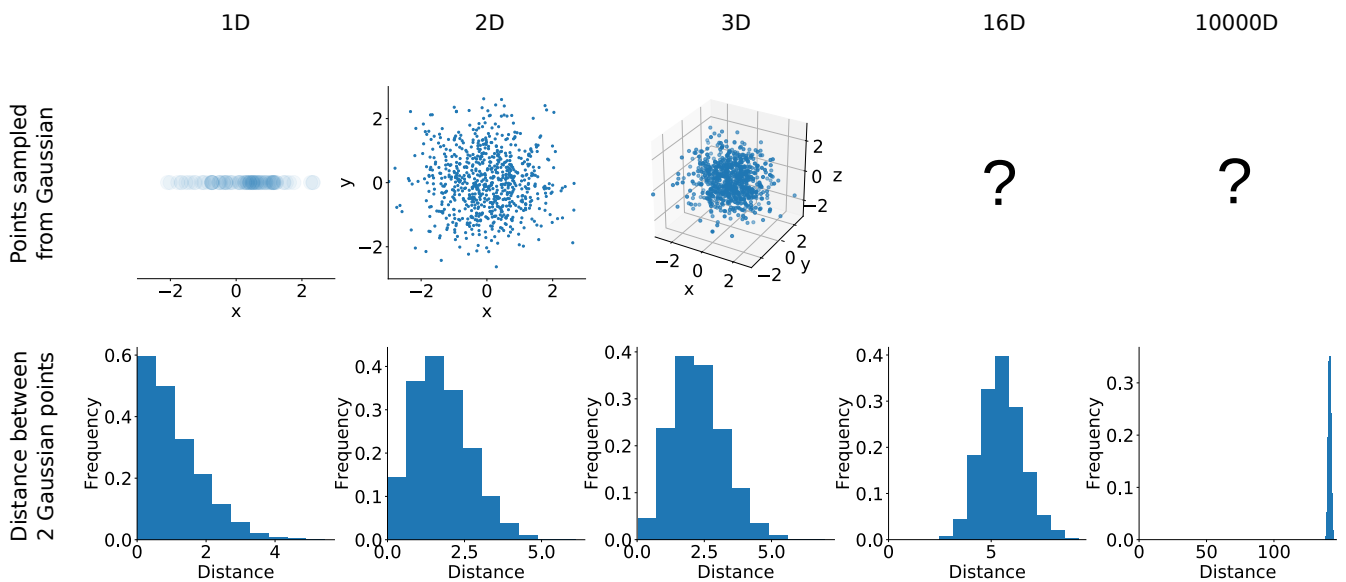 1D
2D
3D
16D
10000D
Points sampled
from Gaussian
−2
0
2
x
y
2
0
−2
−2
0
2
x
−2
0
2
x
−2
0
2
y
2
0
−2
z
?
?
Distance between
2 Gaussian points
Frequency
0.6
0.4
0.2
0.0
0
2
4
Distance
Frequency
0.4
0.3
0.2
0.1
0.0
0.0
2.5
5.0
Distance
Frequency
0.4
0.3
0.2
0.1
0.0
0.0
2.5
5.0
Distance
Frequency
0.4
0.3
0.2
0.1
0.0
5
Distance
Frequency
0.3
0.2
0.1
0.0
0
50
100
Distance